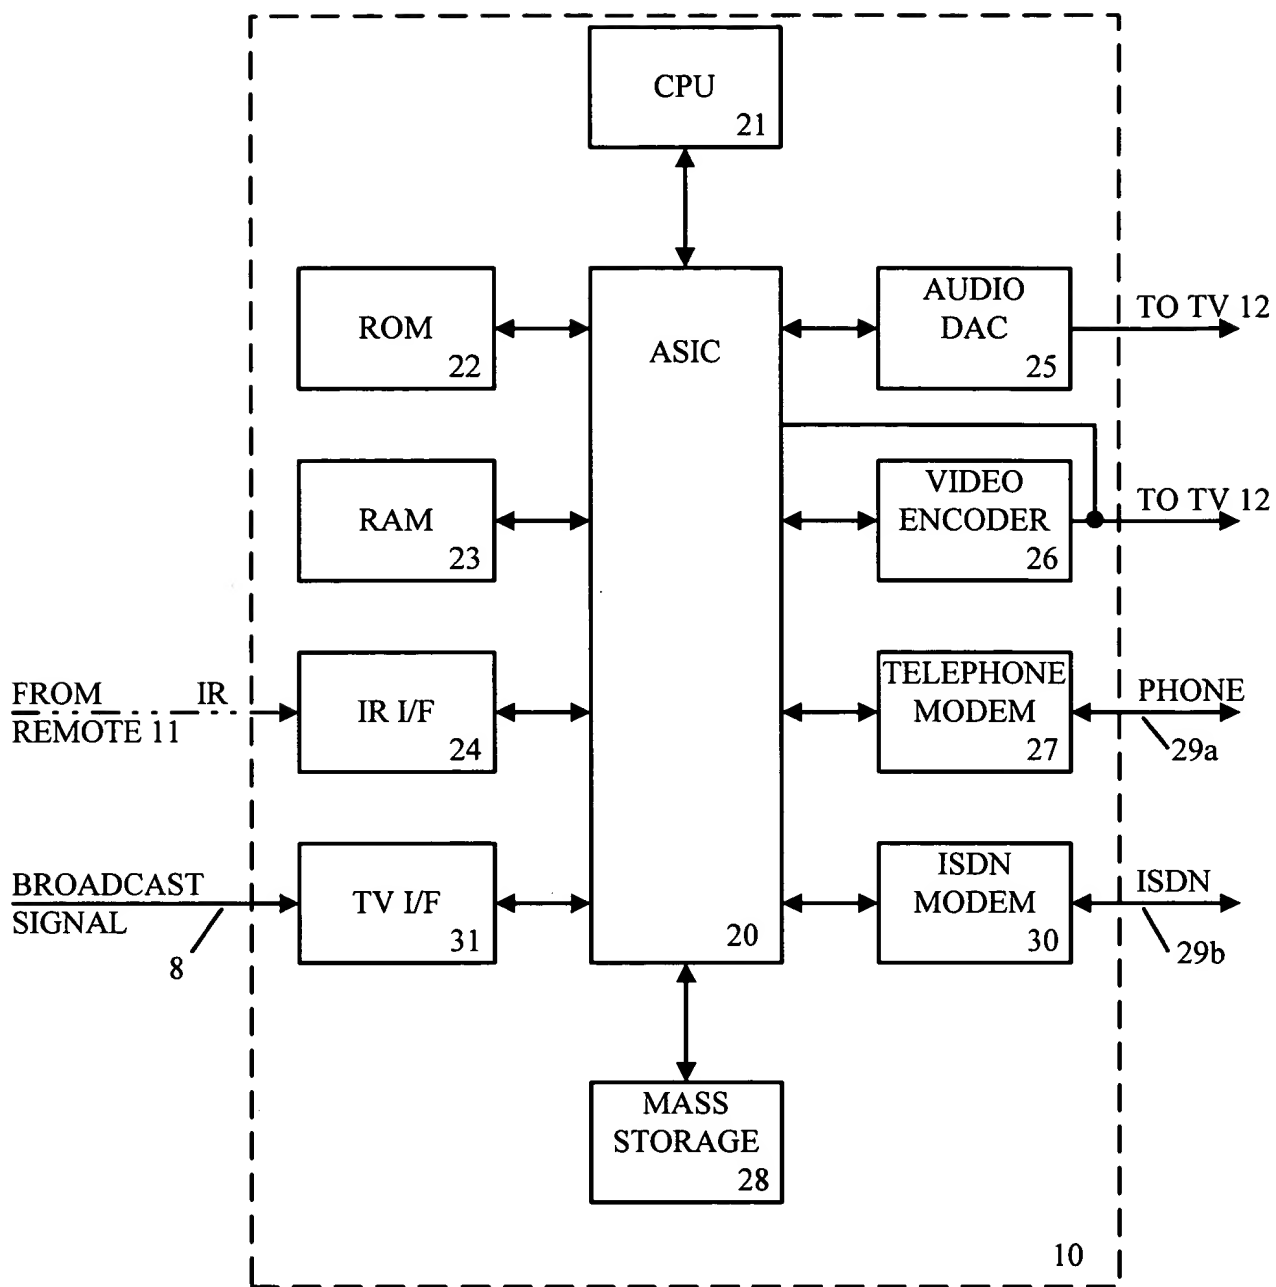 CPU
21
ROM
22
ASIC
AUDIO
DAC
25
TO TV 12
RAM
23
VIDEO
ENCODER
26
TO TV 12
FROM IR
REMOTE 11
IR I/F
24
TELEPHONE
MODEM
27
PHONE
29a
BROADCAST
SIGNAL
8
TV I/F
31
20
ISDN
MODEM
30
ISDN
29b
MASS
STORAGE
28
10